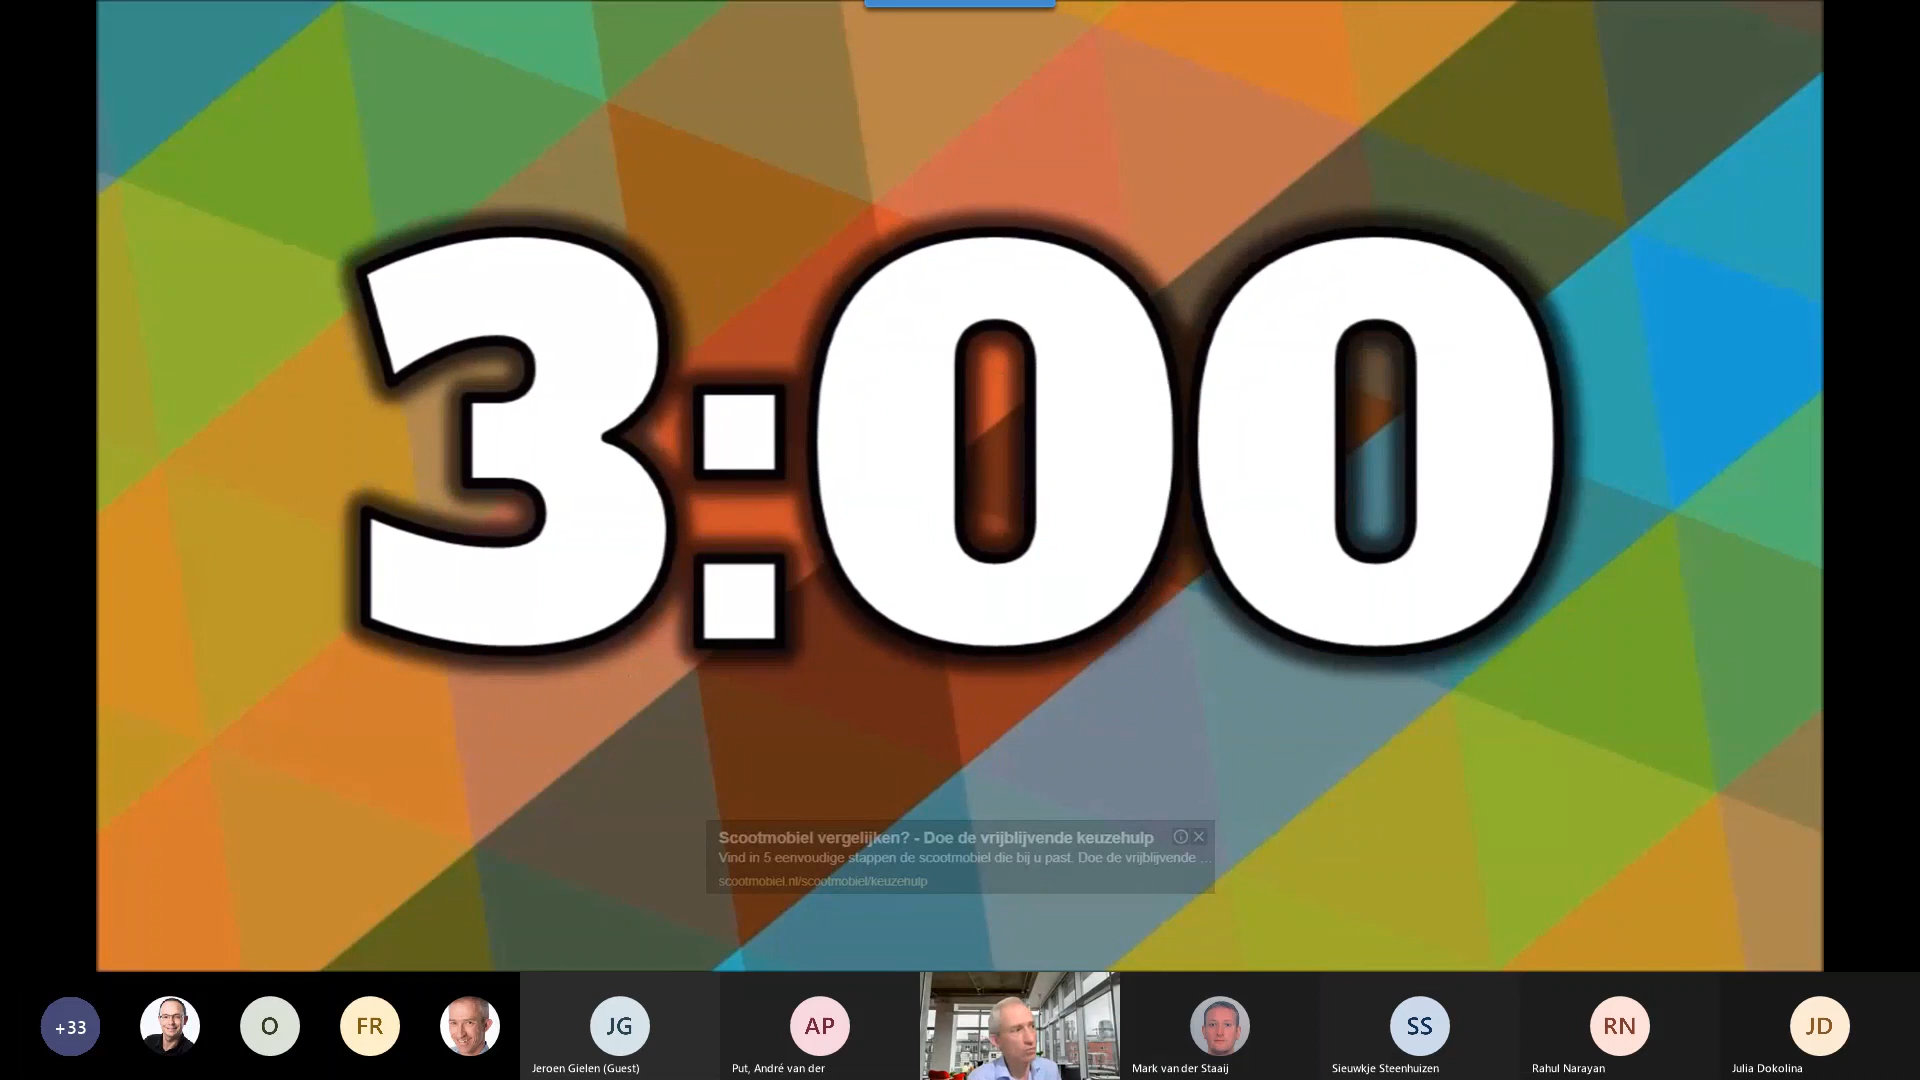 3:00
Scootmobiel vergelijken? - Doe de vrijblijvende keuzehulp
Vind in 5 eenvoudige stappen de scootmobiel die bij u past. Doe de vrijblijvende ...
scootmobiel.nl/scootmobiel/keuzehulp
+33
O
FR
JG
AP
SS
RN
JD
Jeroen Gielen (Guest)
Put, André van der
Mark van der Staaij
Sieuwkje Steenhuizen
Rahul Narayan
Julia Dokolina